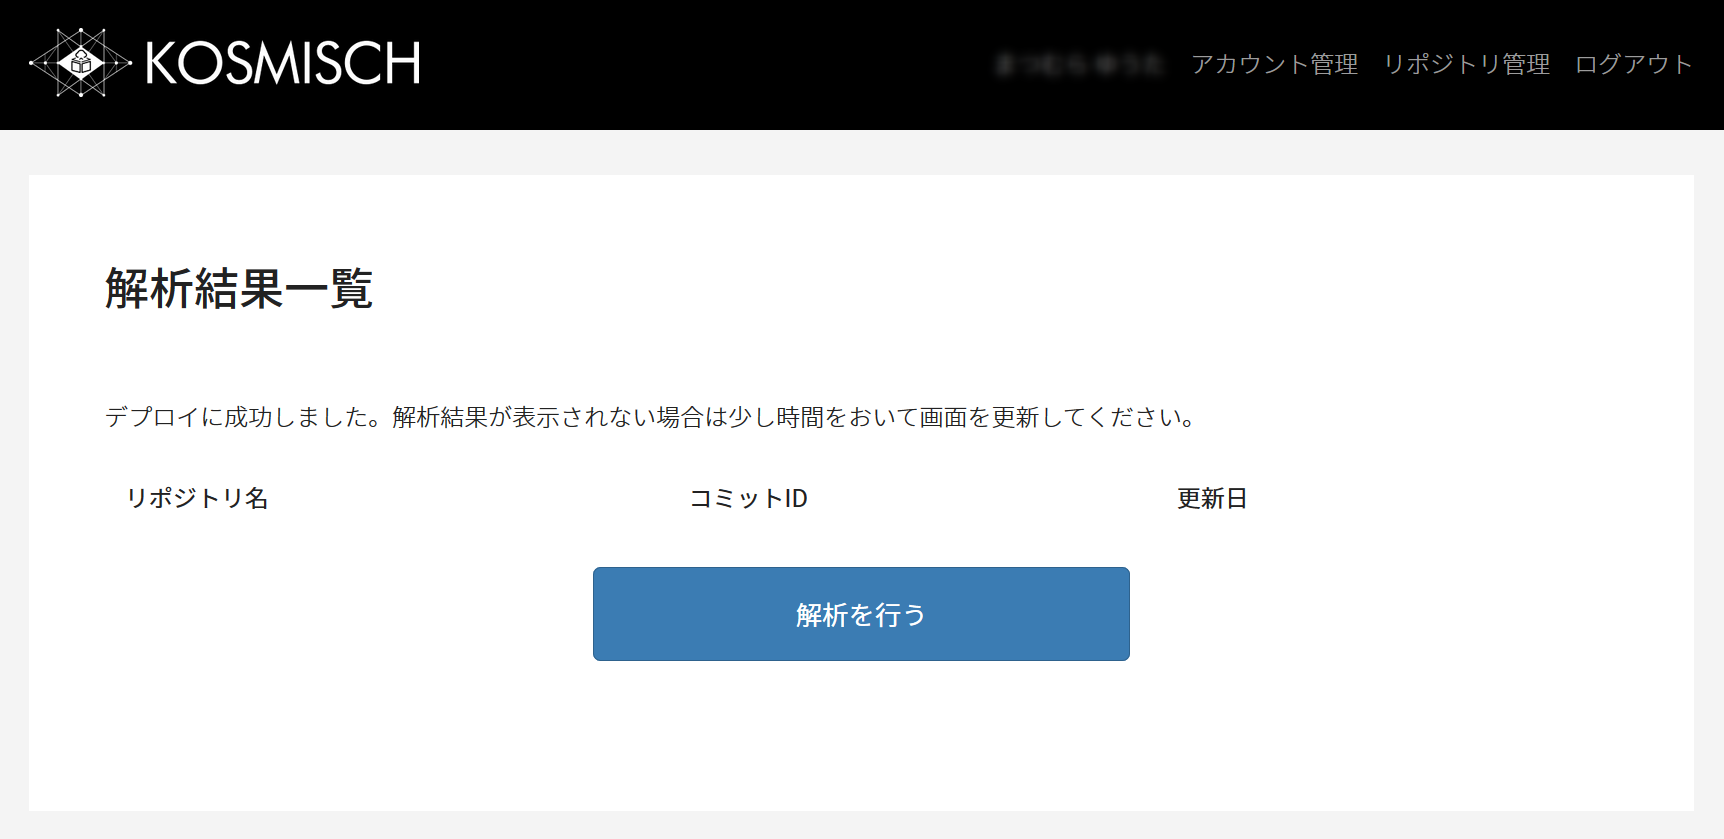 KOSMISCH
アカウント管理 リポジトリ管理 ログアウト
解析結果一覧
デプロイに成功しました。解析結果が表示されない場合は少し時間をおいて画面を更新してください。
リポジトリ名 コミットID 更新日
解析を行う